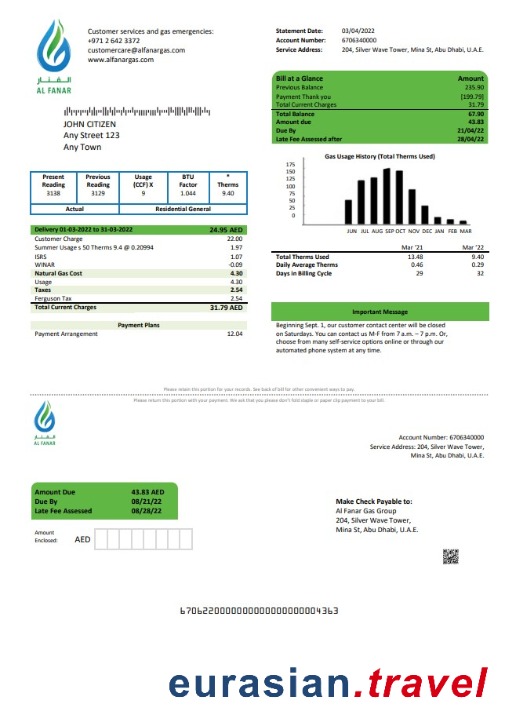 Customer services and gas emergencies:
+971 2 642 3372
customercare@alfanargas.com
www.alfanargas.com
الفنار
AL FANAR
Statement Date: 03/04/2022
Account Number: 6706340000
Service Address: 204, Silver Wave Tower, Mina St, Abu Dhabi, U.A.E.
JOHN CITIZEN
Any Street 123
Any Town
Bill at a Glance Amount
Previous Balance 235.90
Payment Thank you [199.79]
Total Current Charges 31.79
Total Balance 67.90
Amount due 43.83
Due By 21/04/22
Late Fee Assessed after 28/04/22
Present Reading 3138
Previous Reading 3129
Usage (CCF) X 9
BTU Factor 1.044
* Therms 9.40
Actual Residential General
Gas Usage History (Total Therms Used)
175
150
125
100
75
50
25
0
JUN JUL AUG SEP OCT NOV DEC JAN FEB MAR
Mar '21 Mar '22
Total Therms Used 13.48 9.40
Daily Average Therms 0.46 0.29
Days in Billing Cycle 29 32
Delivery 01-03-2022 to 31-03-2022 24.95 AED
Customer Charge 22.00
Summer Usage s 50 Therms 9.4 @ 0.20994 1.97
ISRS 1.07
WINAR -0.09
Natural Gas Cost 4.30
Usage 4.30
Taxes 2.54
Ferguson Tax 2.54
Total Current Charges 31.79 AED
Payment Plans
Payment Arrangement 12.04
Important Message
Beginning Sept. 1, our customer contact center will be closed
on Saturdays. You can contact us M-F from 7 a.m. – 7 p.m. Or,
choose from many self-service options online or through our
automated phone system at any time.
Please retain this portion for your records. See back of bill for other convenient ways to pay.
Please return this portion with your payment. We ask that you please don't fold staple or paper clip payment to your bill
الفنار
AL FANAR
Account Number: 6706340000
Service Address: 204, Silver Wave Tower,
Mina St, Abu Dhabi, U.A.E.
Amount Due 43.83 AED
Due By 08/21/22
Late Fee Assessed 08/28/22
Amount
Enclosed: AED
Make Check Payable to:
Al Fanar Gas Group
204, Silver Wave Tower,
Mina St, Abu Dhabi, U.A.E.
eurasian.travel